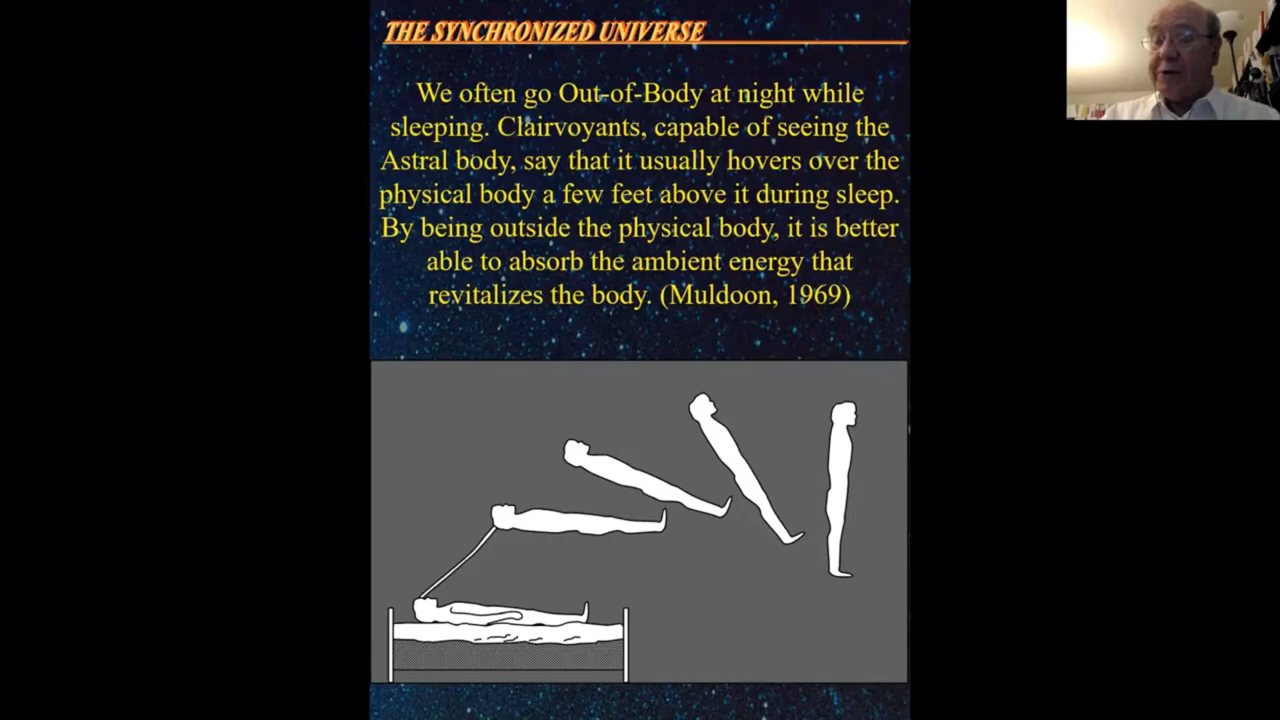 THE SYNCHRONIZED UNIVERSE
We often go Out-of-Body at night while
sleeping. Clairvoyants, capable of seeing the
Astral body, say that it usually hovers over the
physical body a few feet above it during sleep.
By being outside the physical body, it is better
able to absorb the ambient energy that
revitalizes the body. (Muldoon, 1969)